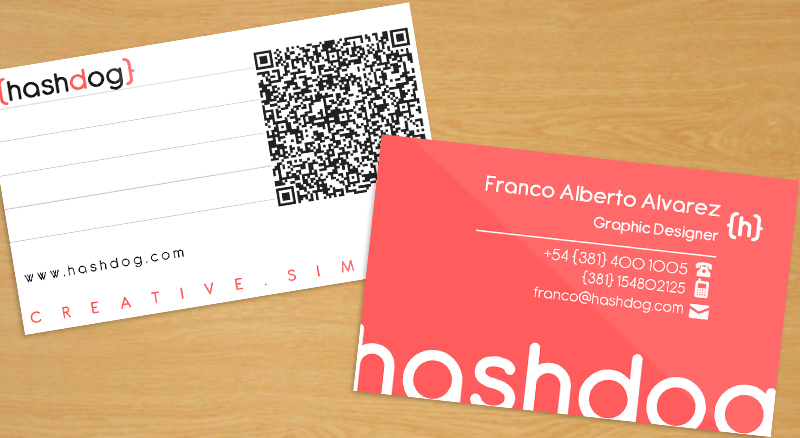 {hashdog}
www.hashdog.com
CREATIVE.SIM
Franco Alberto Alvarez
{h}
Graphic Designer
+54 {381} 400 1005
{381} 154802125
franco@hashdog.com
hashdog